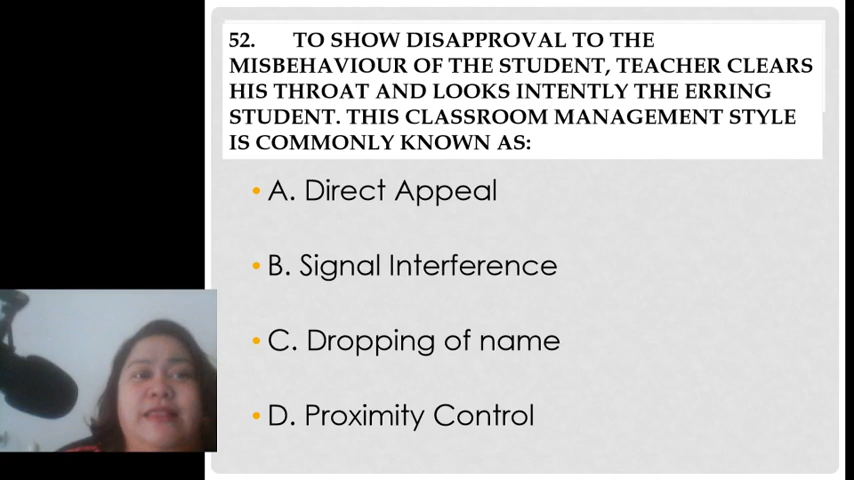 52. TO SHOW DISAPPROVAL TO THE
MISBEHAVIOUR OF THE STUDENT, TEACHER CLEARS
HIS THROAT AND LOOKS INTENTLY THE ERRING
STUDENT. THIS CLASSROOM MANAGEMENT STYLE
IS COMMONLY KNOWN AS:
• A. Direct Appeal
• B. Signal Interference
• C. Dropping of name
• D. Proximity Control